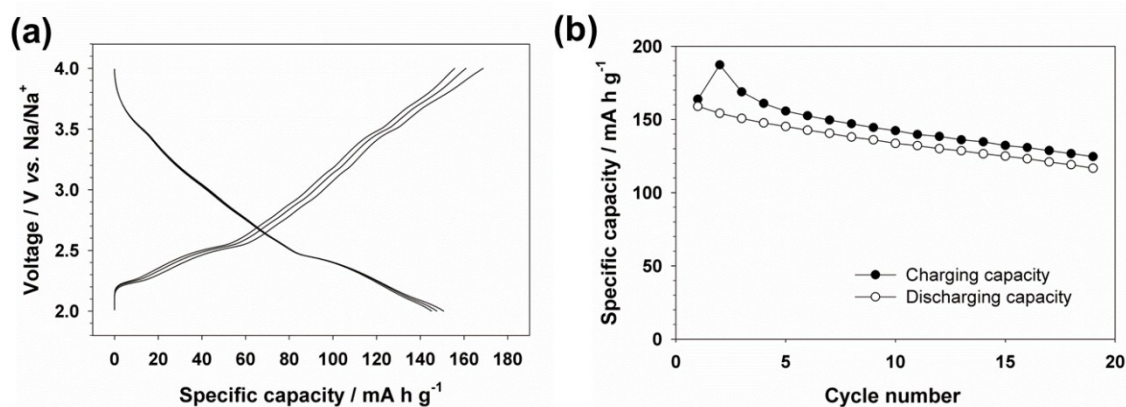 (a)
Voltage / V vs. Na/Na⁺
4.0
3.5
3.0
2.5
2.0
0 20 40 60 80 100 120 140 160 180
Specific capacity / mA h g⁻¹
(b)
Specific capacity / mA h g⁻¹
200
150
100
50
0
Charging capacity
Discharging capacity
0 5 10 15 20
Cycle number